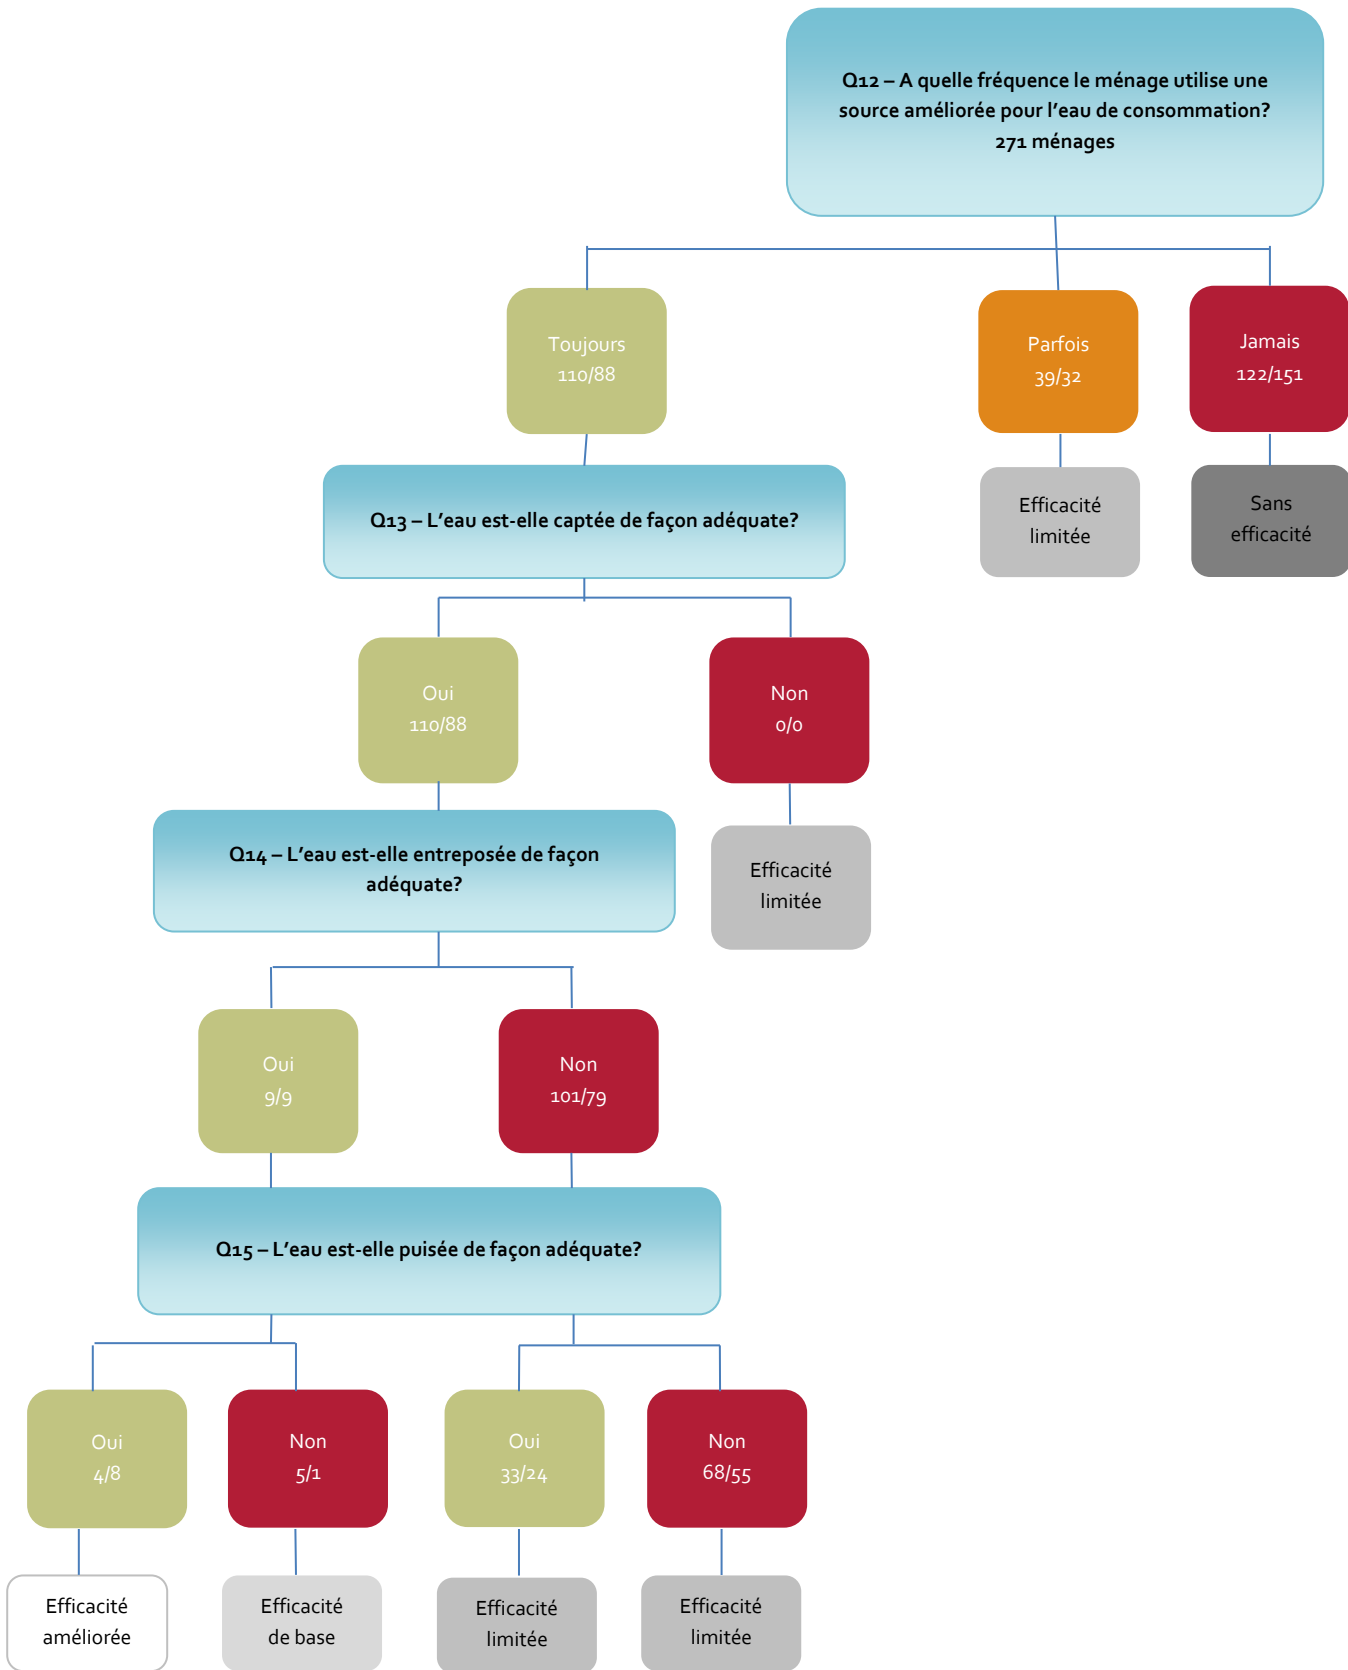 Q12 – A quelle fréquence le ménage utilise une
source améliorée pour l'eau de consommation?
271 ménages
Toujours
110/88
Parfois
39/32
Jamais
122/151
Q13 – L'eau est-elle captée de façon adéquate?
Efficacité
limitée
Sans
efficacité
Oui
110/88
Non
0/0
Q14 – L'eau est-elle entreposée de façon
adéquate?
Efficacité
limitée
Oui
9/9
Non
101/79
Q15 – L'eau est-elle puisée de façon adéquate?
Oui
4/8
Non
5/1
Oui
33/24
Non
68/55
Efficacité
améliorée
Efficacité
de base
Efficacité
limitée
Efficacité
limitée